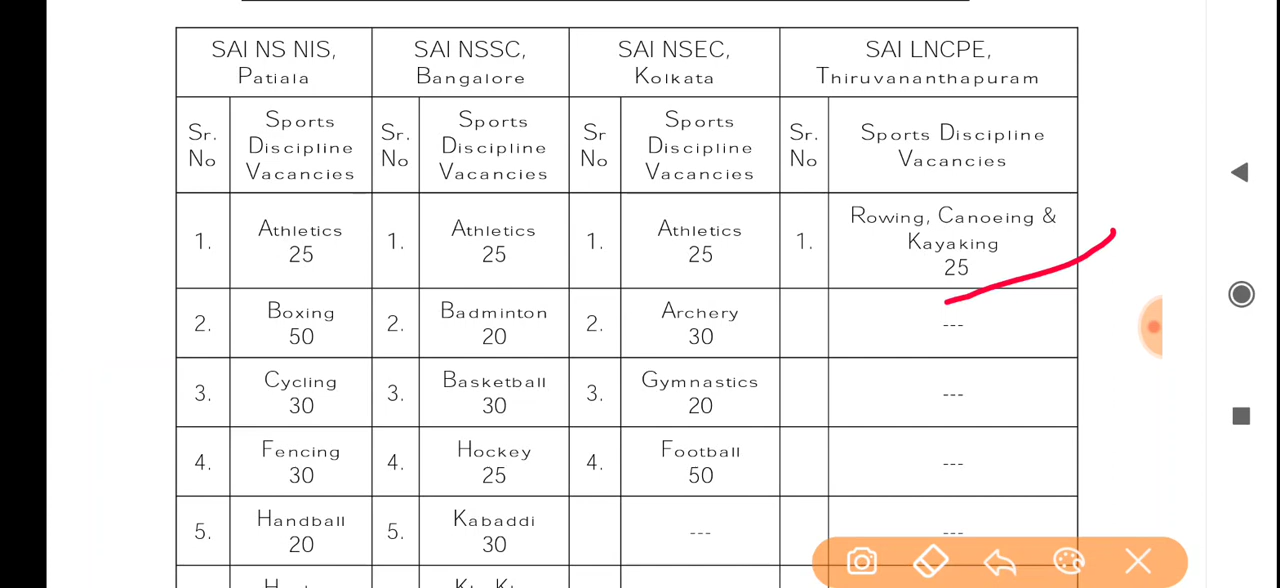 SAI NS NIS,
Patiala
SAI NSSC,
Bangalore
SAI NSEC,
Kolkata
SAI LNCPE,
Thiruvananthapuram
Sr.
No
Sports
Discipline
Vacancies
Sr.
No
Sports
Discipline
Vacancies
Sr
No
Sports
Discipline
Vacancies
Sr.
No
Sports Discipline
Vacancies
1.
Athletics
25
1.
Athletics
25
1.
Athletics
25
1.
Rowing, Canoeing &
Kayaking
25
2.
Boxing
50
2.
Badminton
20
2.
Archery
30
---
3.
Cycling
30
3.
Basketball
30
3.
Gymnastics
20
---
4.
Fencing
30
4.
Hockey
25
4.
Football
50
---
5.
Handball
20
5.
Kabaddi
30
---
---